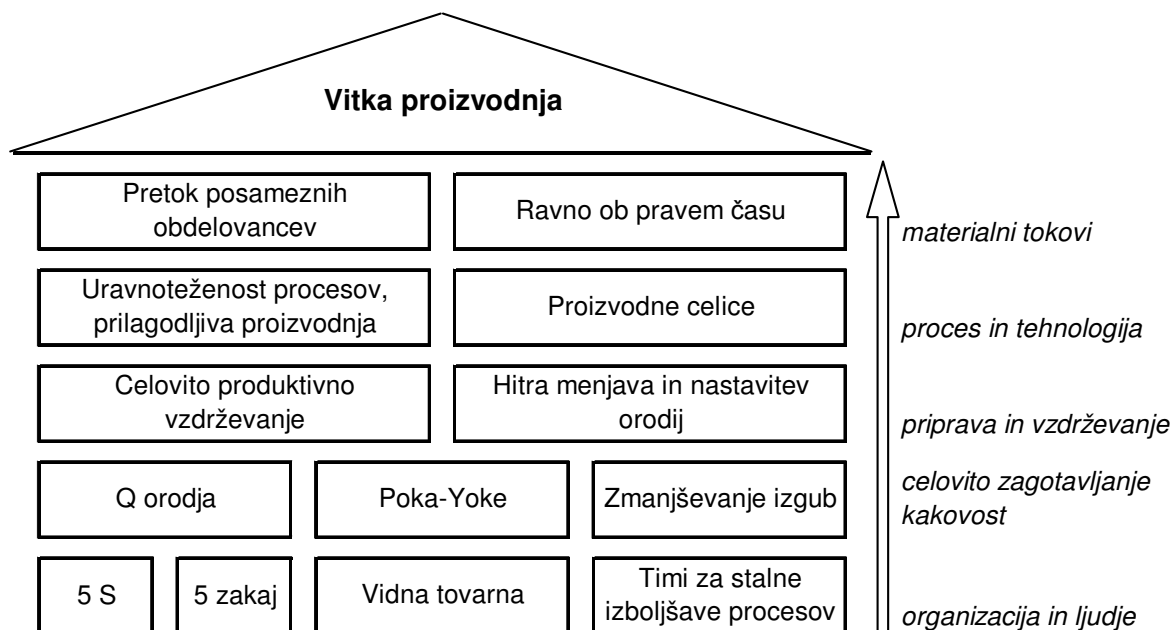 Vitka proizvodnja
Pretok posameznih
obdelovancev
Ravno ob pravem času
materialni tokovi
Uravnoteženost procesov,
prilagodljiva proizvodnja
Proizvodne celice
proces in tehnologija
Celovito produktivno
vzdrževanje
Hitra menjava in nastavitev
orodij
priprava in vzdrževanje
Q orodja
Poka-Yoke
Zmanjševanje izgub
celovito zagotavljanje
kakovost
5 S
5 zakaj
Vidna tovarna
Timi za stalne
izboljšave procesov
organizacija in ljudje